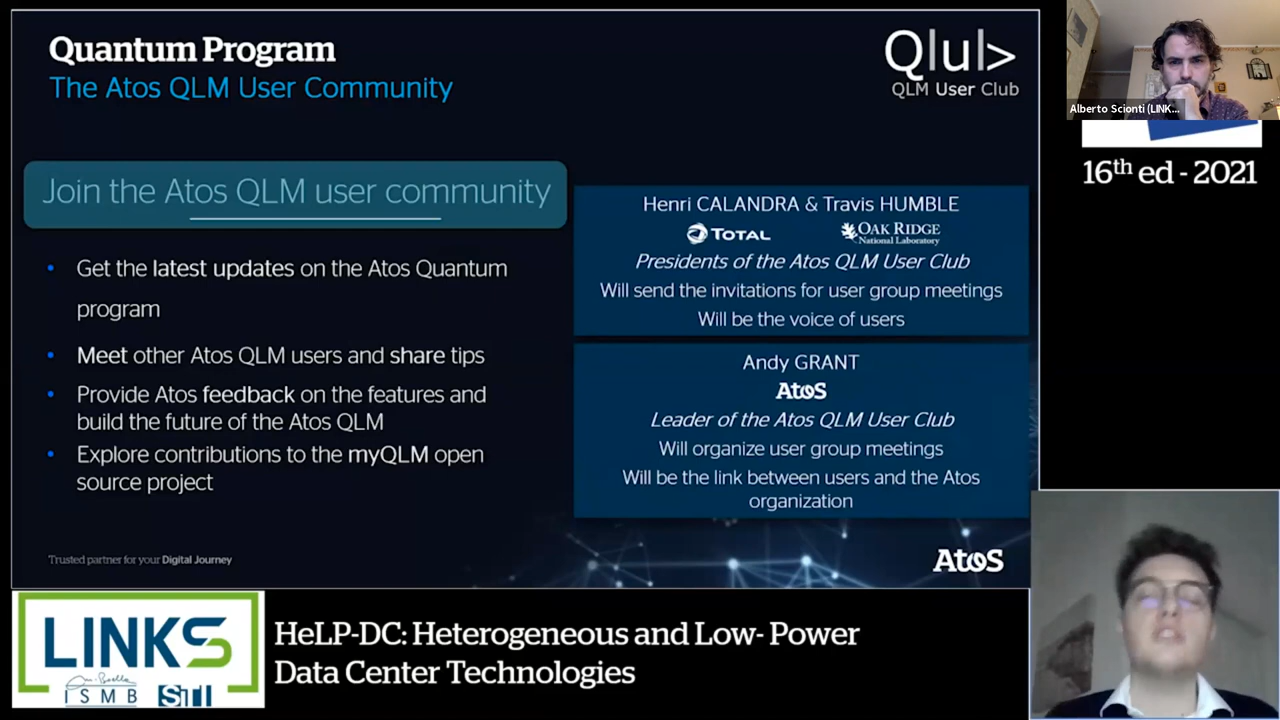 Quantum Program
The Atos QLM User Community
Q|u|>
QLM User Club
Join the Atos QLM user community
• Get the latest updates on the Atos Quantum
program
• Meet other Atos QLM users and share tips
• Provide Atos feedback on the features and
build the future of the Atos QLM
• Explore contributions to the myQLM open
source project
Henri CALANDRA & Travis HUMBLE
TOTAL
OAK RIDGE
National Laboratory
Presidents of the Atos QLM User Club
Will send the invitations for user group meetings
Will be the voice of users
Andy GRANT
Atos
Leader of the Atos QLM User Club
Will organize user group meetings
Will be the link between users and the Atos
organization
Trusted partner for your Digital Journey
Atos
Alberto Scionti (LINK...
16th ed - 2021
LINKS
ISMB
HeLP-DC: Heterogeneous and Low- Power
Data Center Technologies